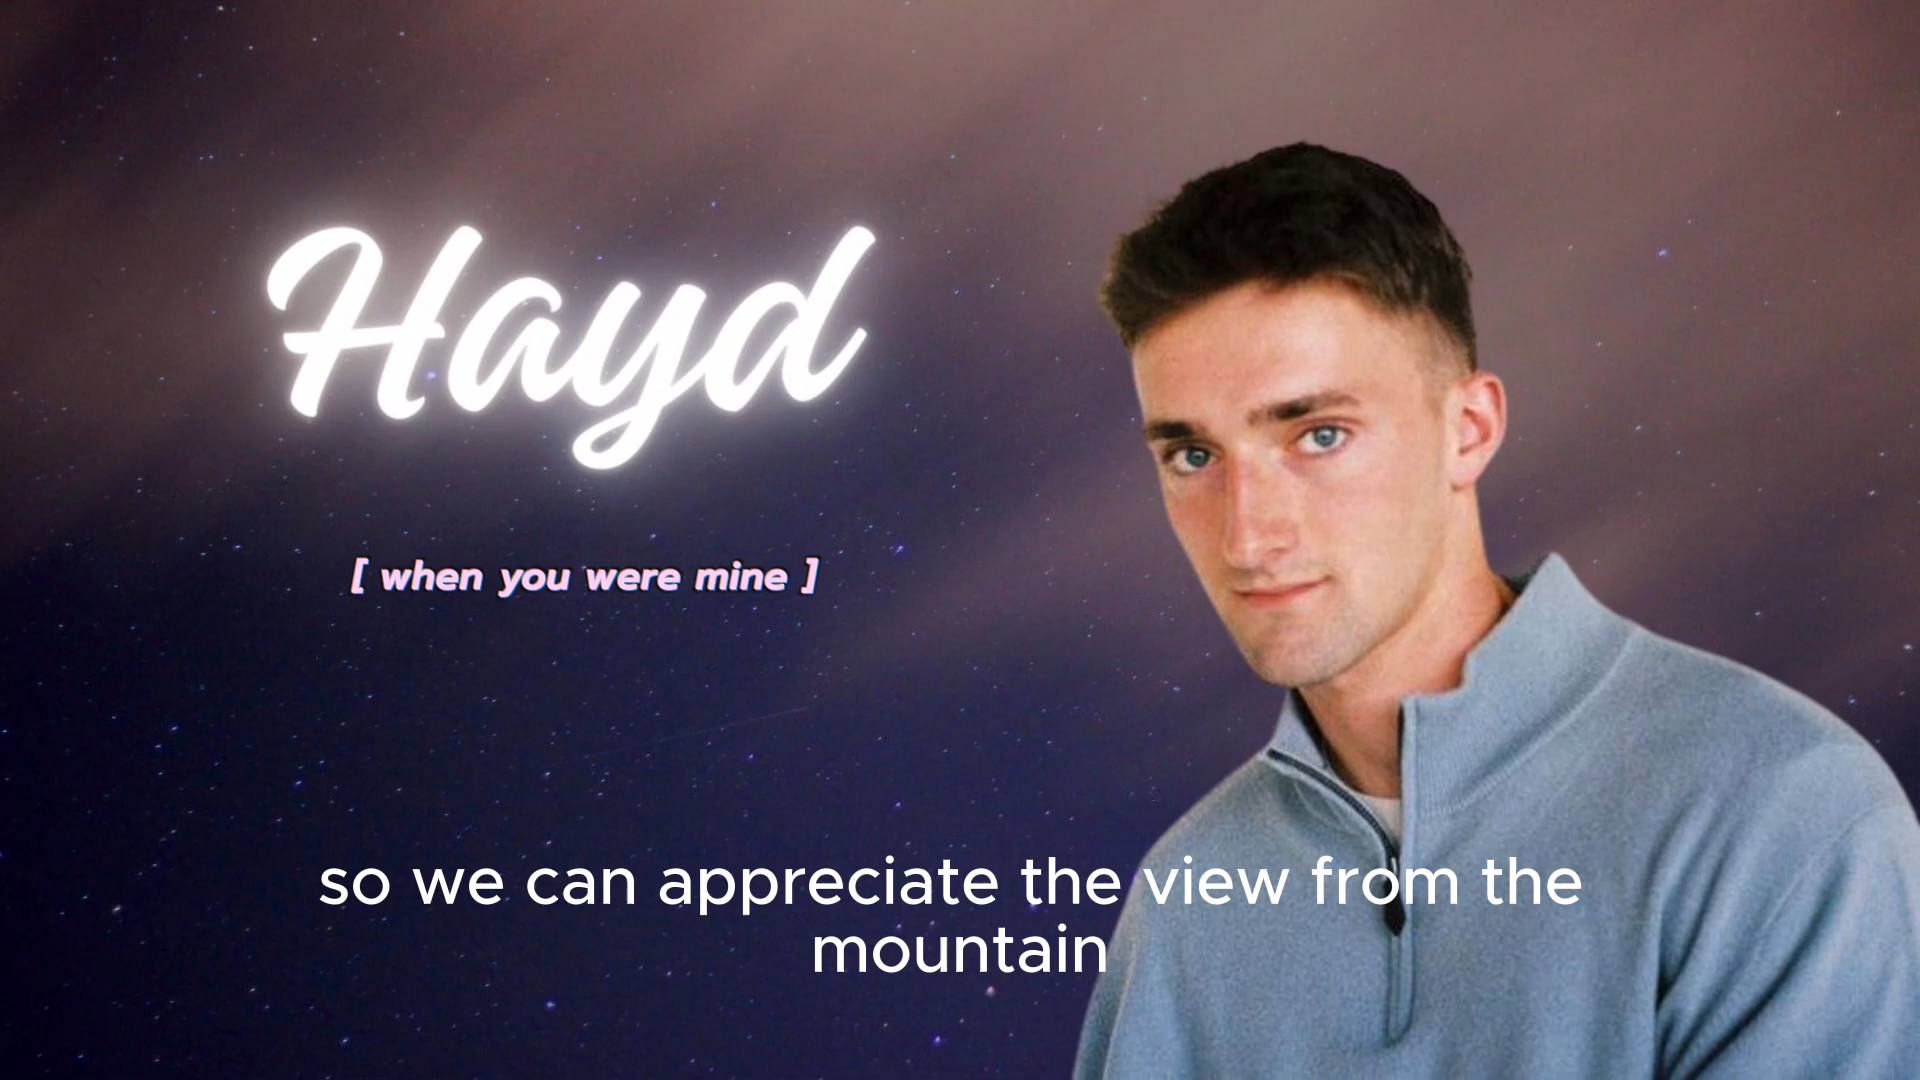 Hayd
[ when you were mine ]
so we can appreciate the view from the
mountain